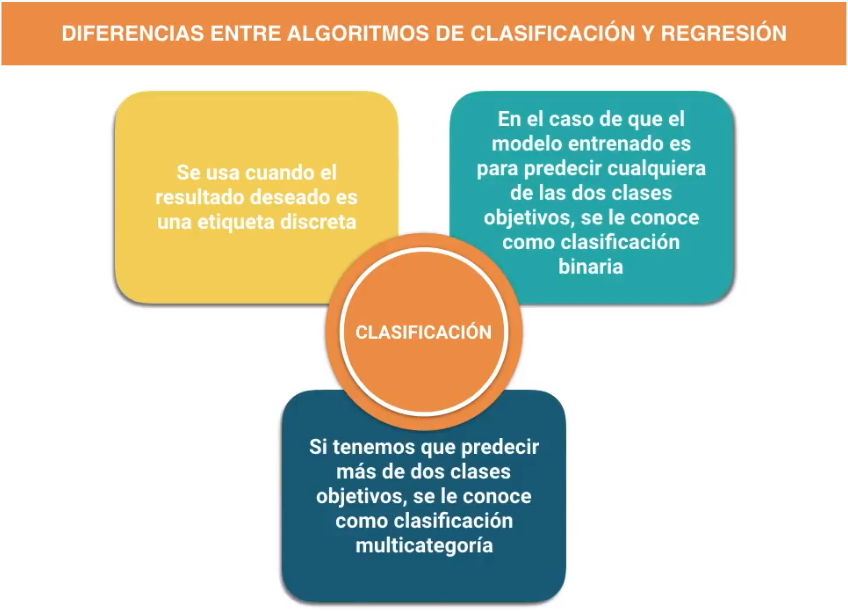 DIFERENCIAS ENTRE ALGORITMOS DE CLASIFICACIÓN Y REGRESIÓN
Se usa cuando el
resultado deseado es
una etiqueta discreta
En el caso de que el
modelo entrenado es
para predecir cualquiera
de las dos clases
objetivos, se le conoce
como clasificación
binaria
CLASIFICACIÓN
Si tenemos que predecir
más de dos clases
objetivos, se le conoce
como clasificación
multicategoría